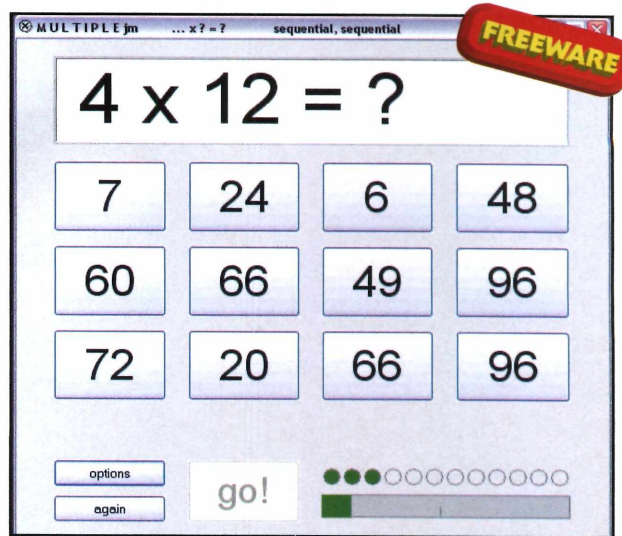 MULTIPLE jm ... x ? = ? sequential, sequential
FREEWARE
4 x 12 = ?
7 24 6 48
60 66 49 96
72 20 66 96
options
go!
again